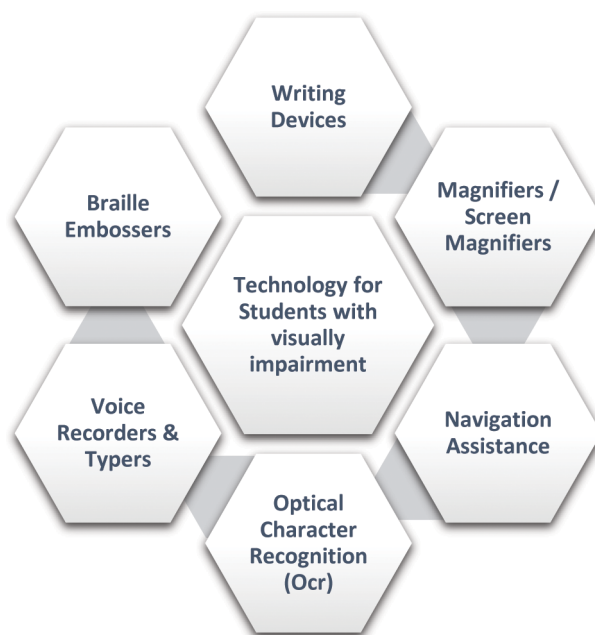 Writing
Devices
Magnifiers /
Screen
Magnifiers
Navigation
Assistance
Optical
Character
Recognition
(Ocr)
Voice
Recorders &
Typers
Braille
Embossers
Technology for
Students with
visually
impairment